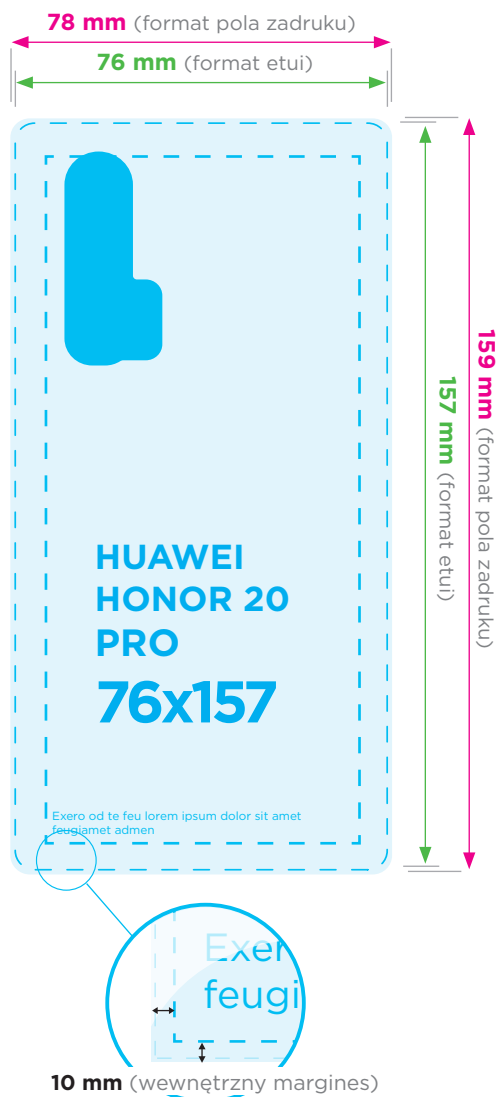 78 mm (format pola zadruku)
76 mm (format etui)
159 mm (format pola zadruku)
157 mm (format etui)
HUAWEI
HONOR 20
PRO
76x157
Exero od te feu lorem ipsum dolor sit amet
feugiamet admen
Exer
feugi
10 mm (wewnętrzny margines)